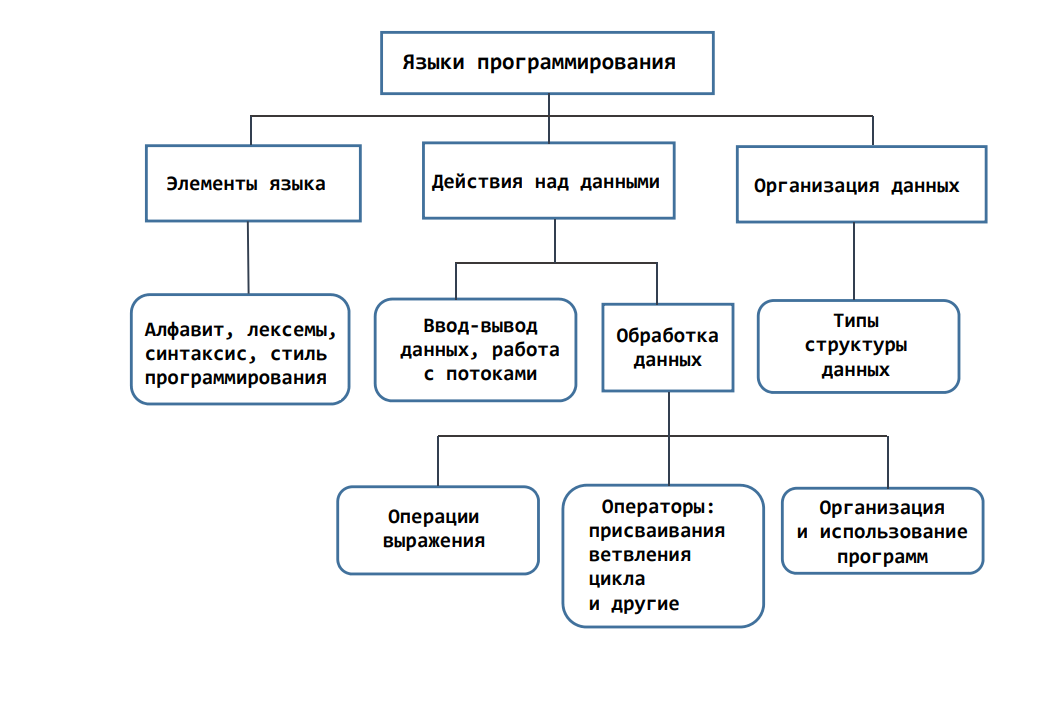 Языки программирования
Элементы языка
Действия над данными
Организация данных
Алфавит, лексемы,
синтаксис, стиль
программирования
Ввод-вывод
данных, работа
с потоками
Обработка
данных
Типы
структуры
данных
Операции
выражения
Операторы:
присваивания
ветвления
цикла
и другие
Организация
и использование
программ